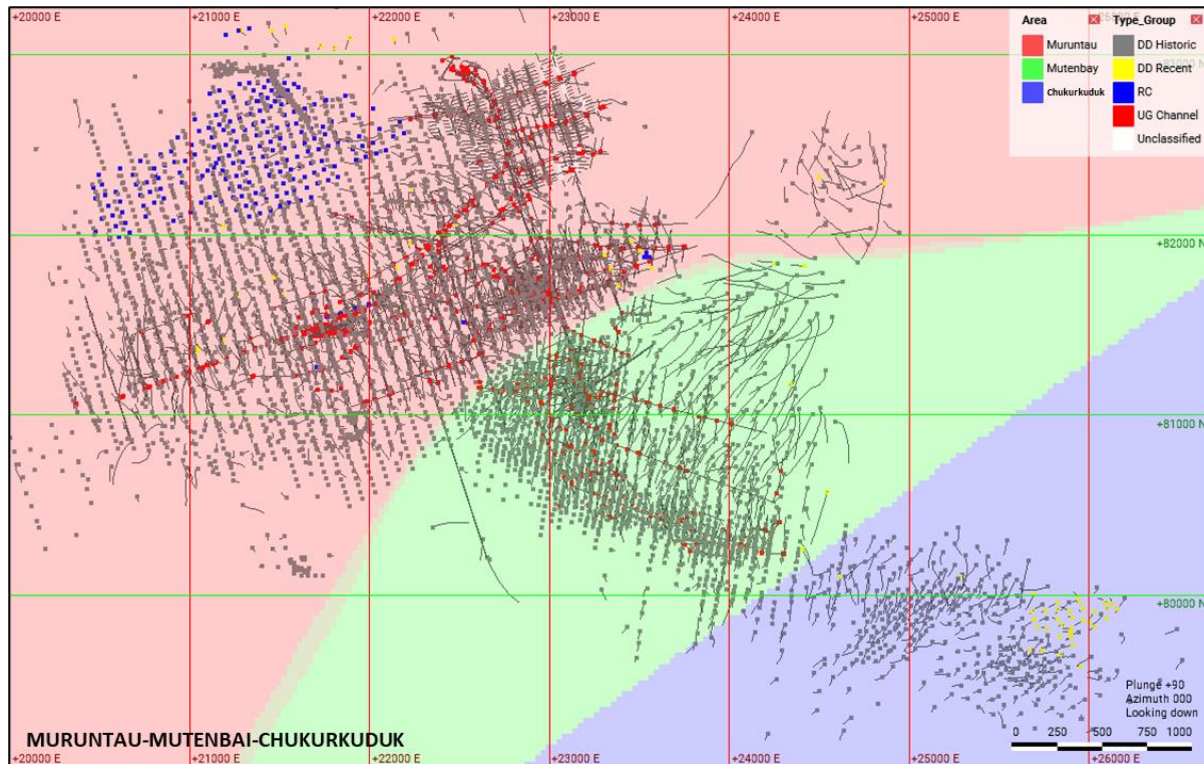 +20000 E +21000 E +22000 E +23000 E +24000 E +25000 E
Area Type_Group
Muruntau DD Historic
Mutenbay DD Recent
Chukurkuduk RC
UG Channel
Unclassified
+82000 N
+81000 N
+80000 N
Plunge +90
Azimuth 000
Looking down
0 250 500 750 1000
MURUNTAU-MUTENBAI-CHUKURKUDUK
+20000 E +21000 E +22000 E +23000 E +24000 E +25000 E +26000 E